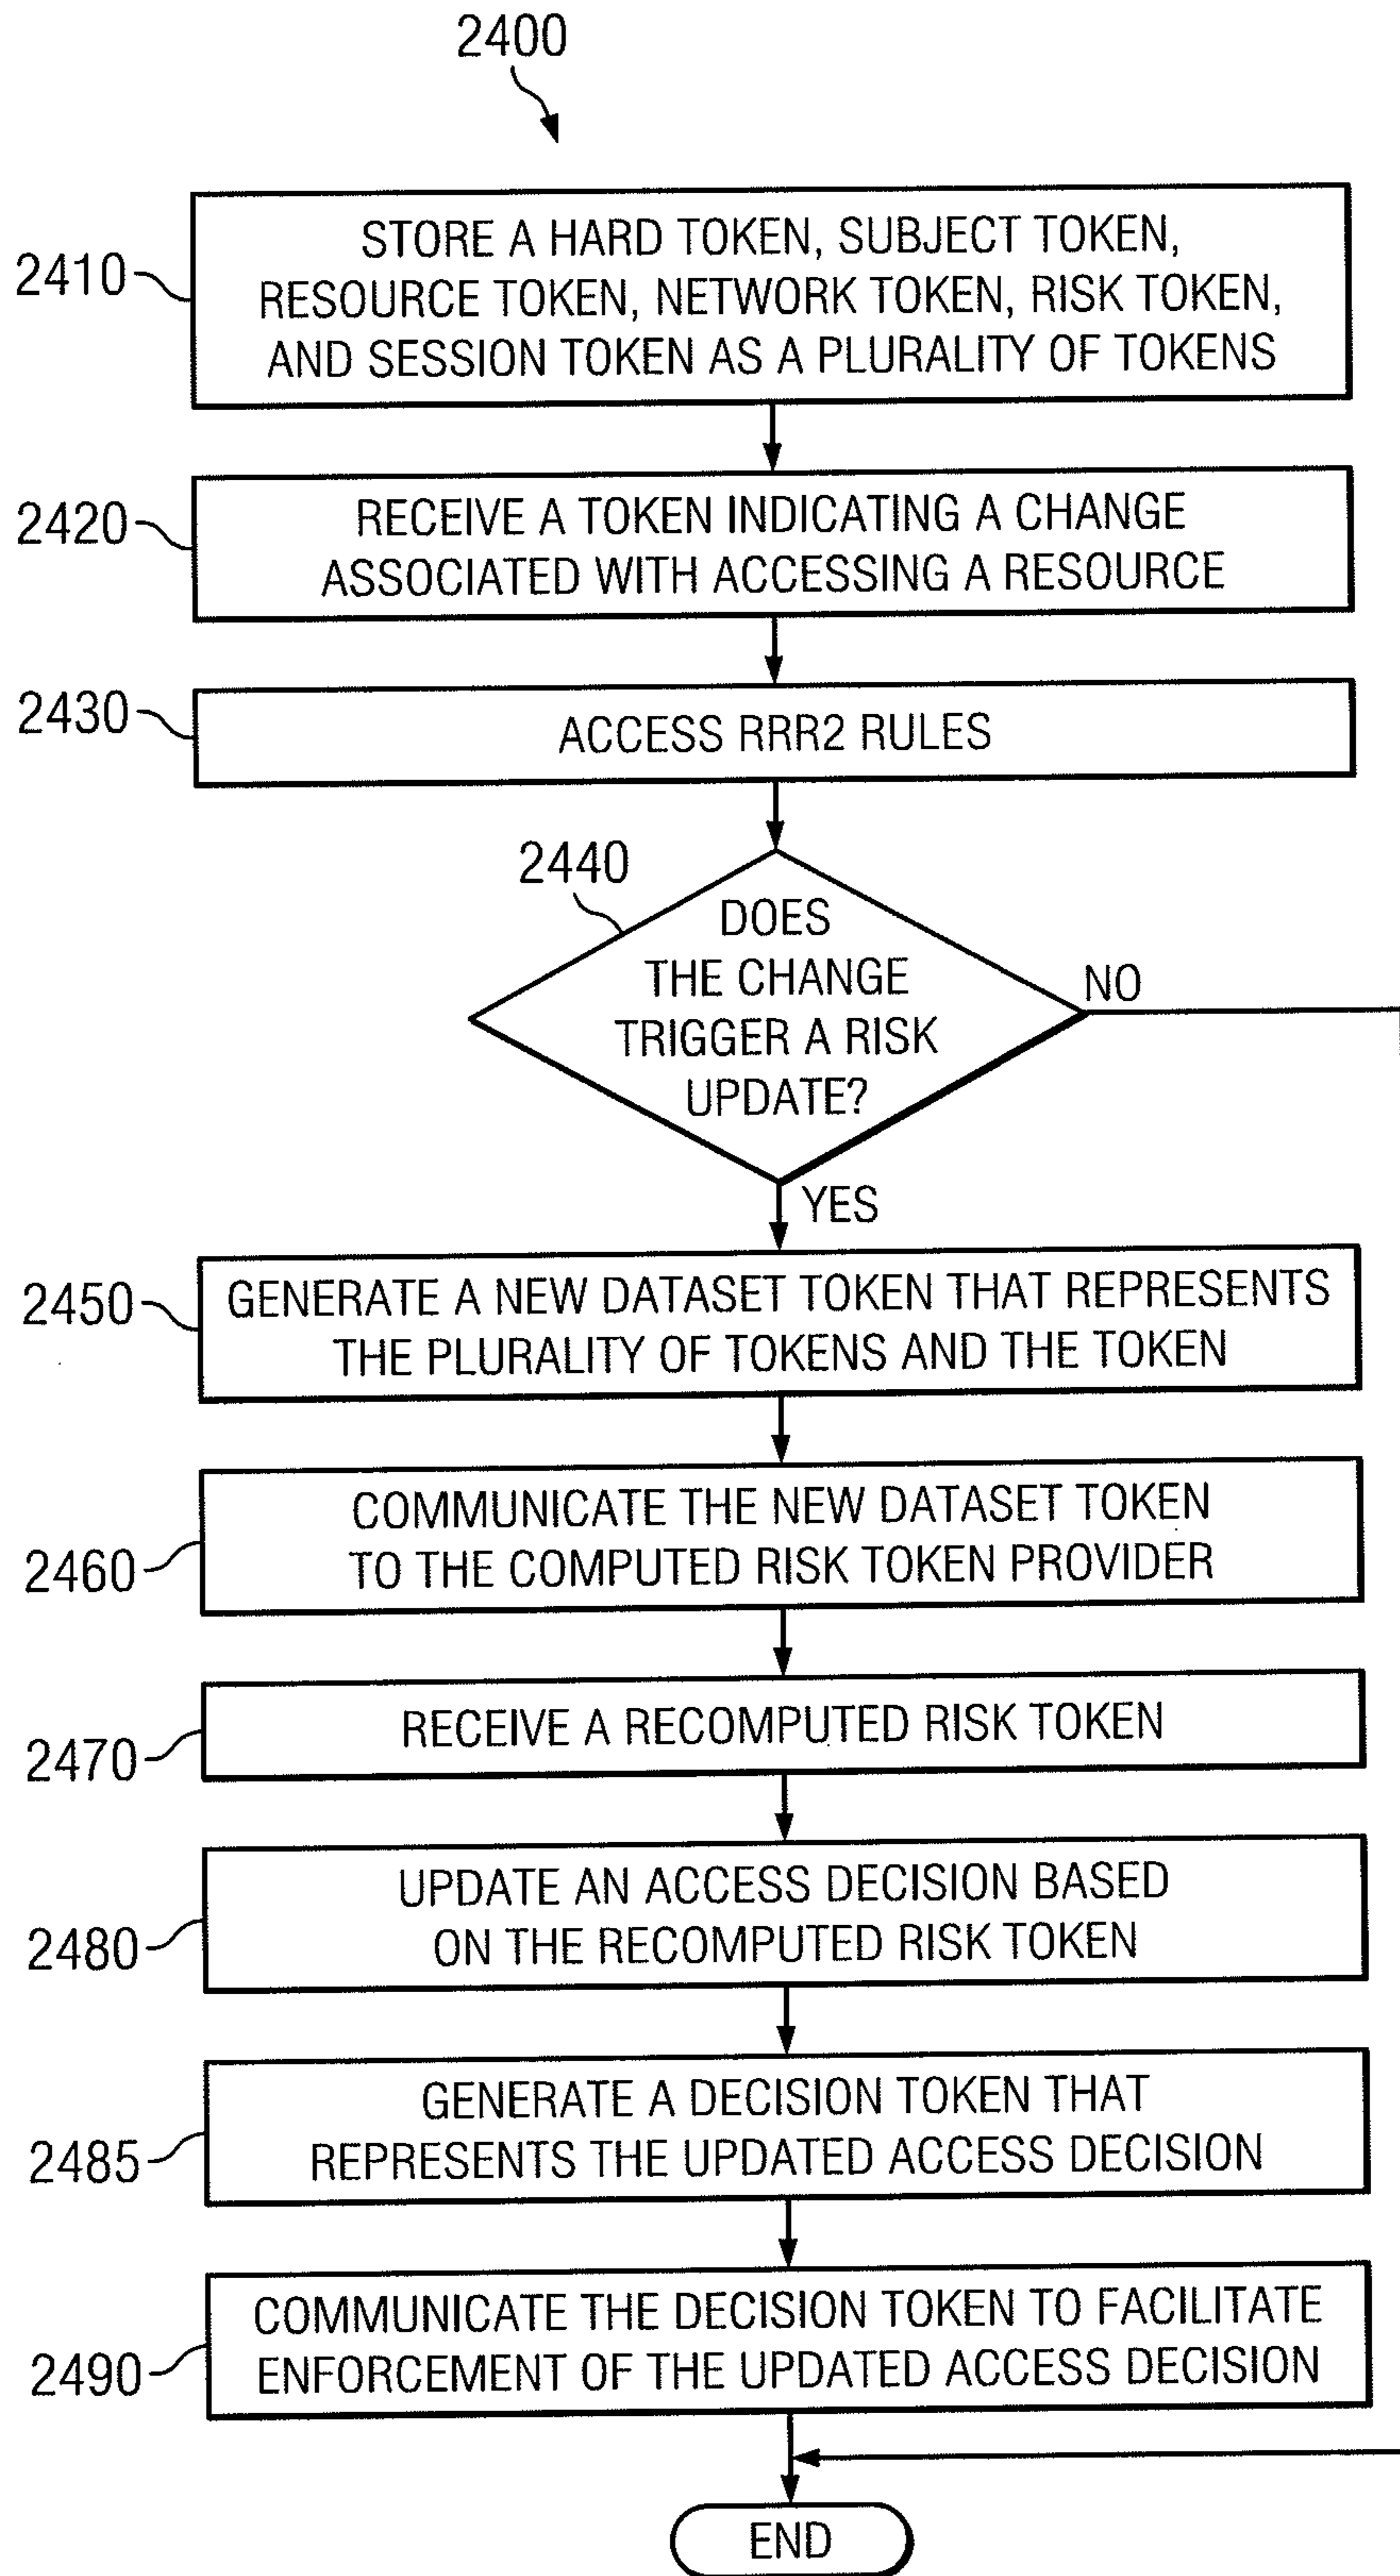 2400
2410
STORE A HARD TOKEN, SUBJECT TOKEN,
RESOURCE TOKEN, NETWORK TOKEN, RISK TOKEN,
AND SESSION TOKEN AS A PLURALITY OF TOKENS
2420
RECEIVE A TOKEN INDICATING A CHANGE
ASSOCIATED WITH ACCESSING A RESOURCE
2430
ACCESS RRR2 RULES
2440
DOES
THE CHANGE
TRIGGER A RISK
UPDATE?
NO
YES
2450
GENERATE A NEW DATASET TOKEN THAT REPRESENTS
THE PLURALITY OF TOKENS AND THE TOKEN
2460
COMMUNICATE THE NEW DATASET TOKEN
TO THE COMPUTED RISK TOKEN PROVIDER
2470
RECEIVE A RECOMPUTED RISK TOKEN
2480
UPDATE AN ACCESS DECISION BASED
ON THE RECOMPUTED RISK TOKEN
2485
GENERATE A DECISION TOKEN THAT
REPRESENTS THE UPDATED ACCESS DECISION
2490
COMMUNICATE THE DECISION TOKEN TO FACILITATE
ENFORCEMENT OF THE UPDATED ACCESS DECISION
END